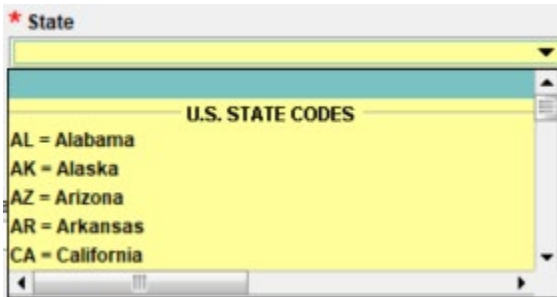 * State
U.S. STATE CODES
AL = Alabama
AK = Alaska
AZ = Arizona
AR = Arkansas
CA = California